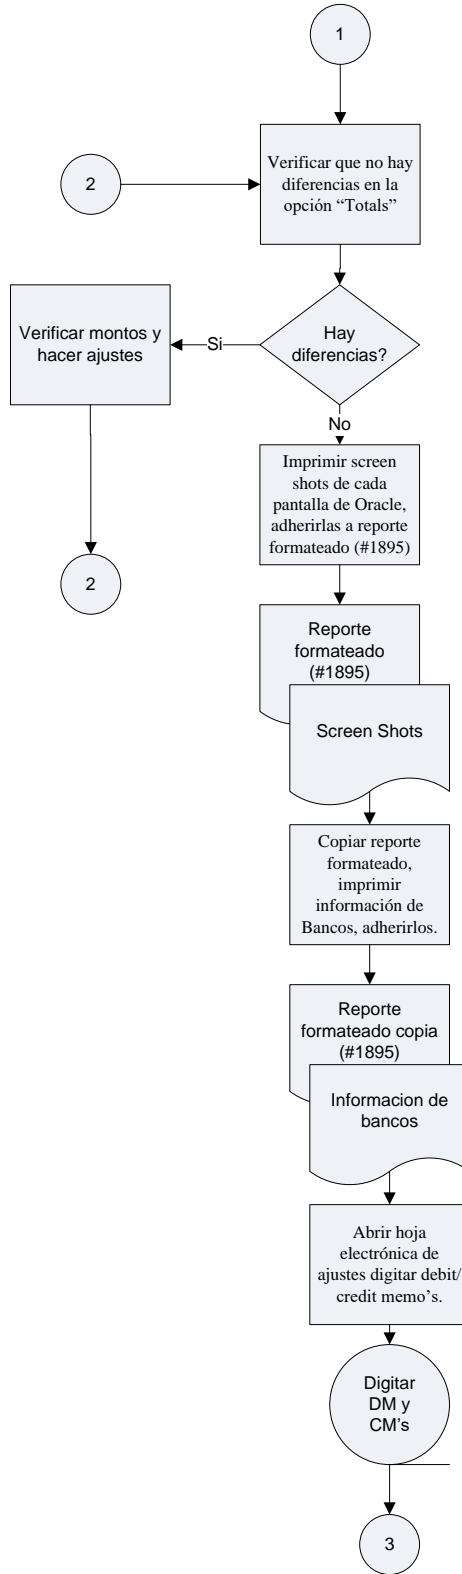 1
Verificar que no hay
diferencias en la
opción “Totals”
2
Hay
diferencias?
Si
Verificar montos y
hacer ajustes
2
No
Imprimir screen
shots de cada
pantalla de Oracle,
adherirlas a reporte
formateado (#1895)
Reporte
formateado
(#1895)
Screen Shots
Copiar reporte
formateado,
imprimir
información de
Bancos, adherirlos.
Reporte
formateado copia
(#1895)
Informacion de
bancos
Abrir hoja
electrónica de
ajustes digitar debit/
credit memo’s.
Digitar
DM y
CM’s
3